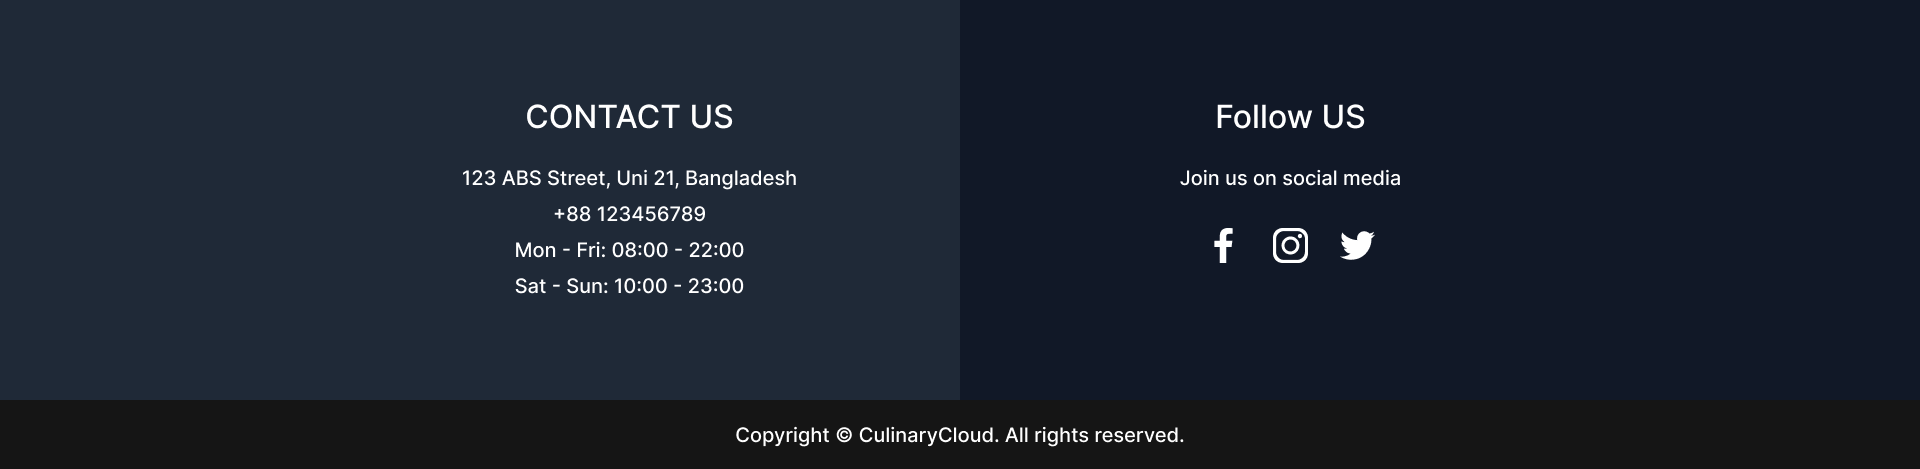 CONTACT US
123 ABS Street, Uni 21, Bangladesh
+88 123456789
Mon - Fri: 08:00 - 22:00
Sat - Sun: 10:00 - 23:00
Follow US
Join us on social media
Copyright © CulinaryCloud. All rights reserved.